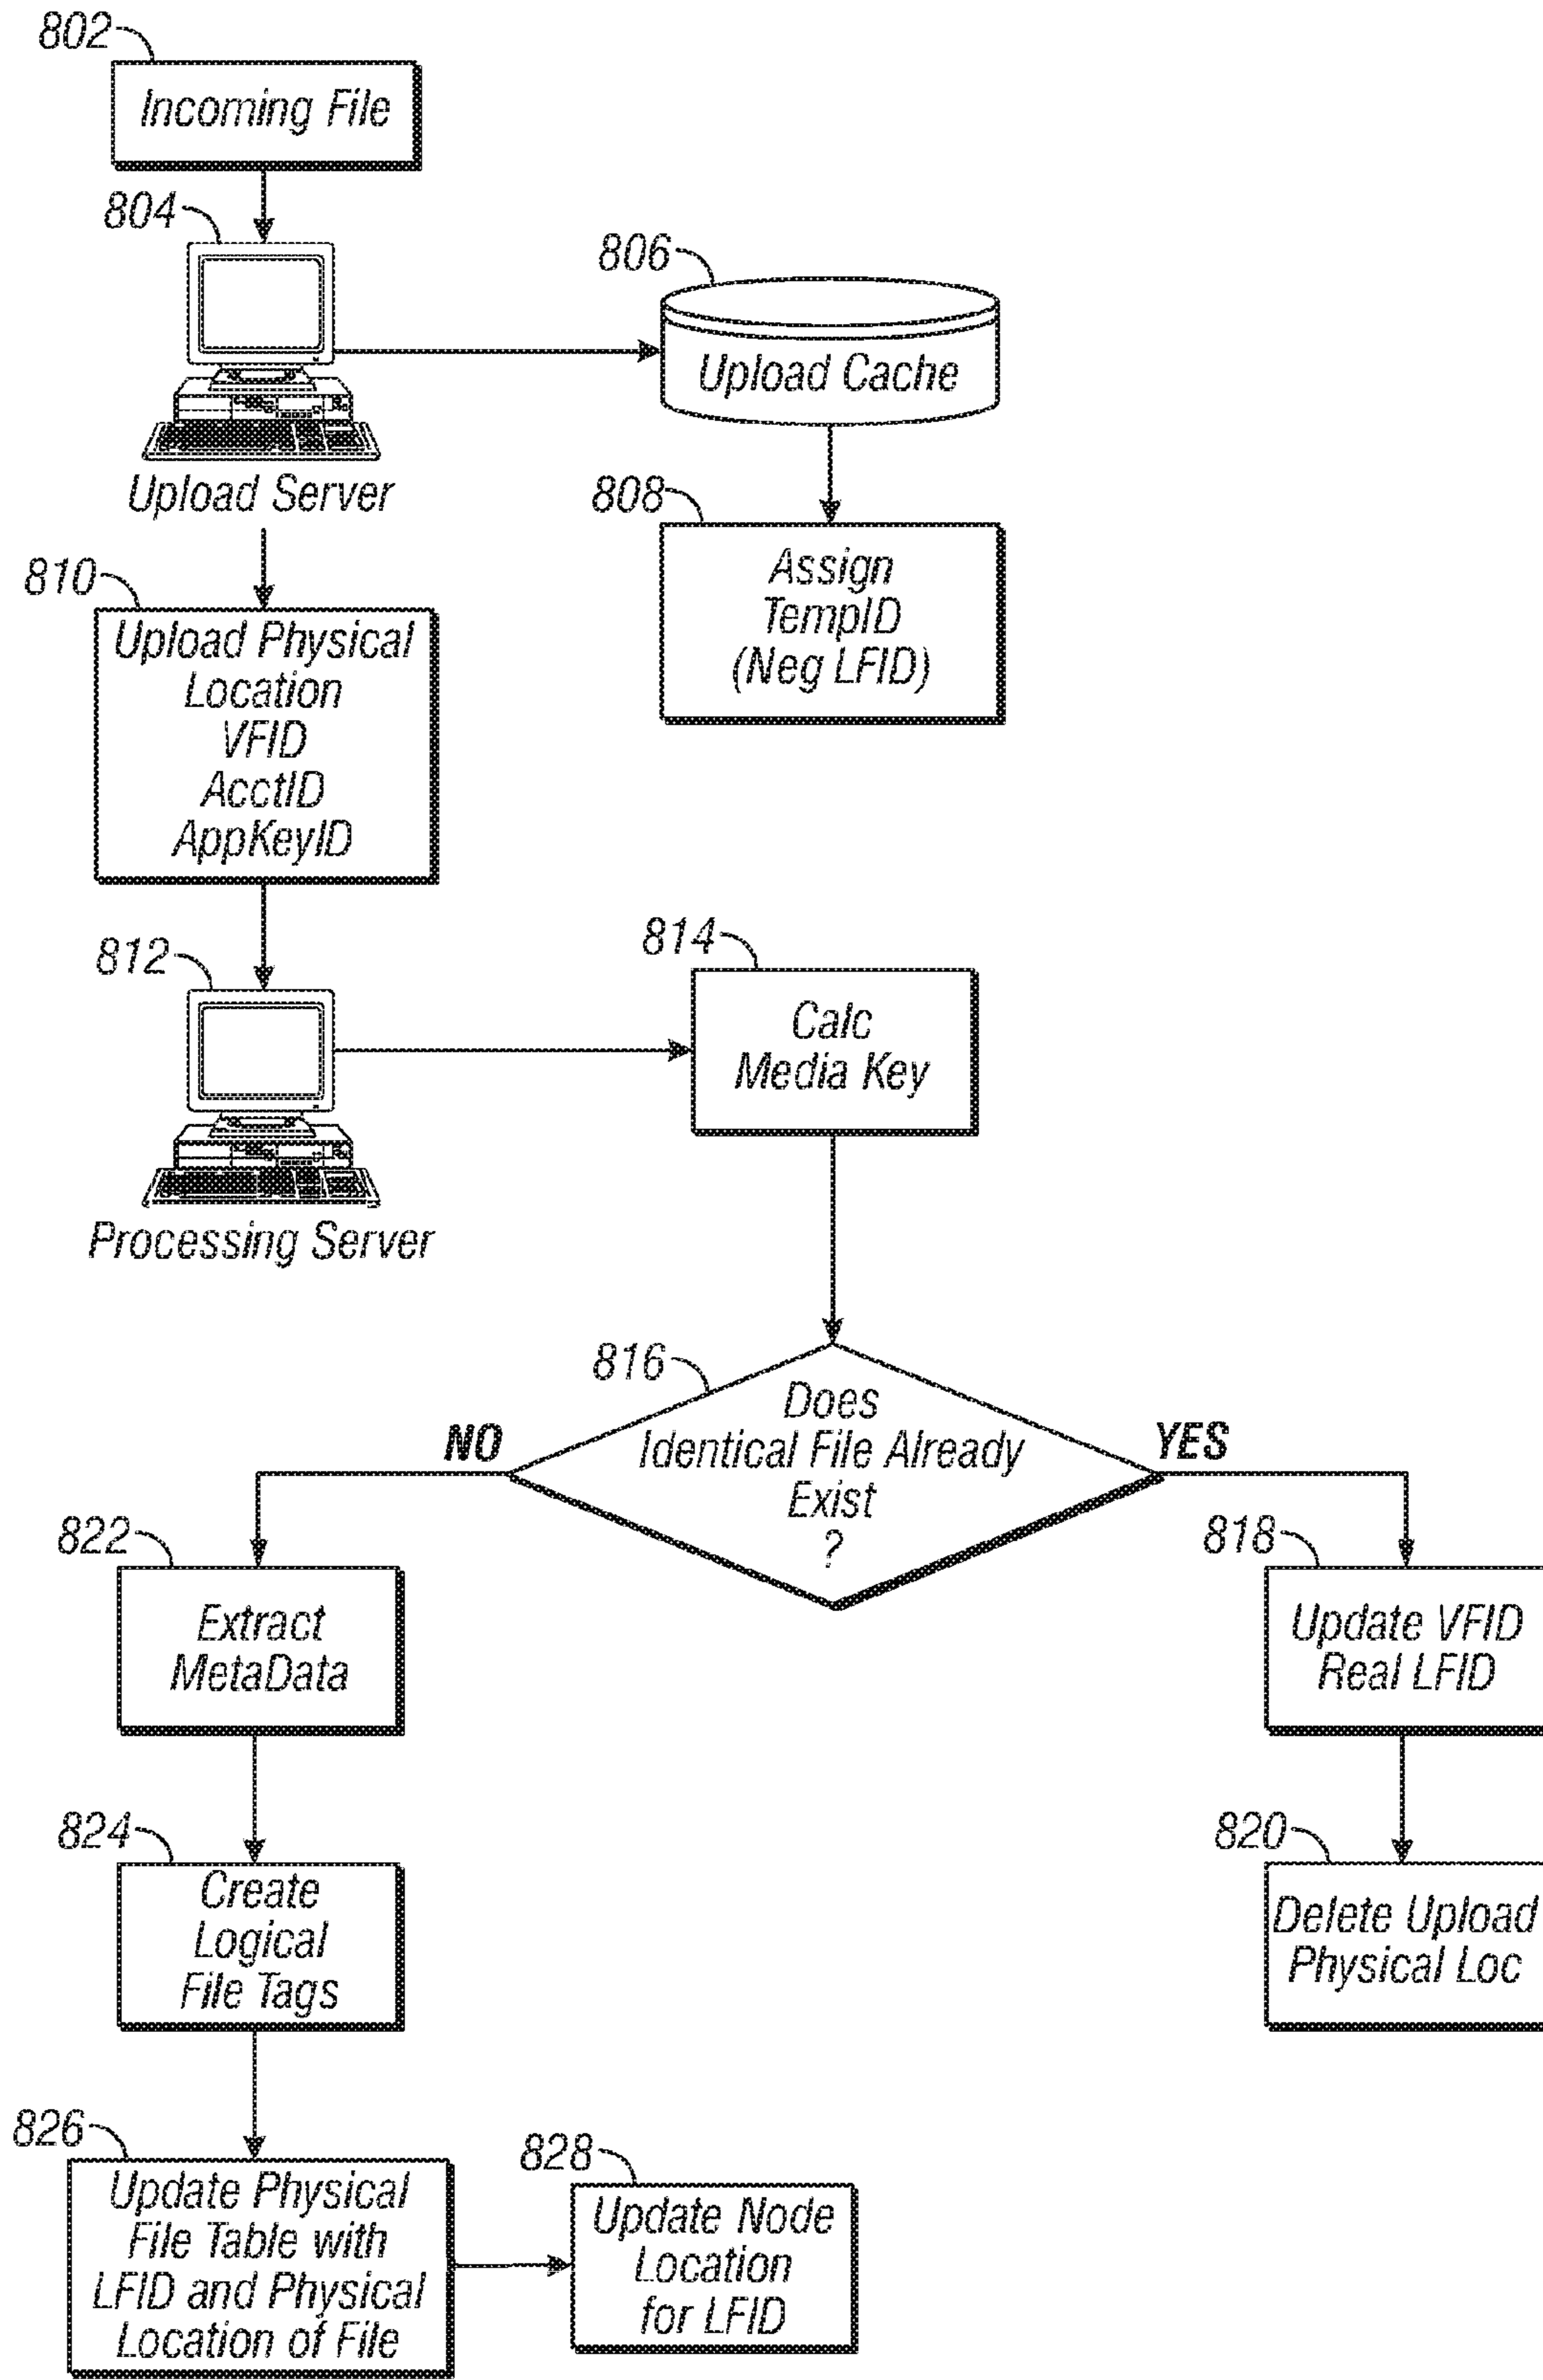 802
Incoming File
804
Upload Server
806
Upload Cache
808
Assign
TempID
(Neg LFID)
810
Upload Physical
Location
VFID
AcctID
AppKeyID
812
Processing Server
814
Calc
Media Key
816
Does
Identical File Already
Exist
?
NO
YES
818
Update VFID
Real LFID
820
Delete Upload
Physical Loc
822
Extract
MetaData
824
Create
Logical
File Tags
826
Update Physical
File Table with
LFID and Physical
Location of File
828
Update Node
Location
for LFID